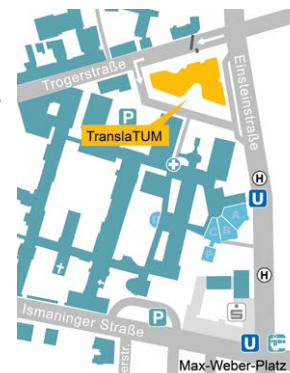 Trogerstraße
P
TranslaTUM
Einsteinstraße
H
U
A
B
C
H
Ismaninger Straße
P
S
U
Max-Weber-Platz